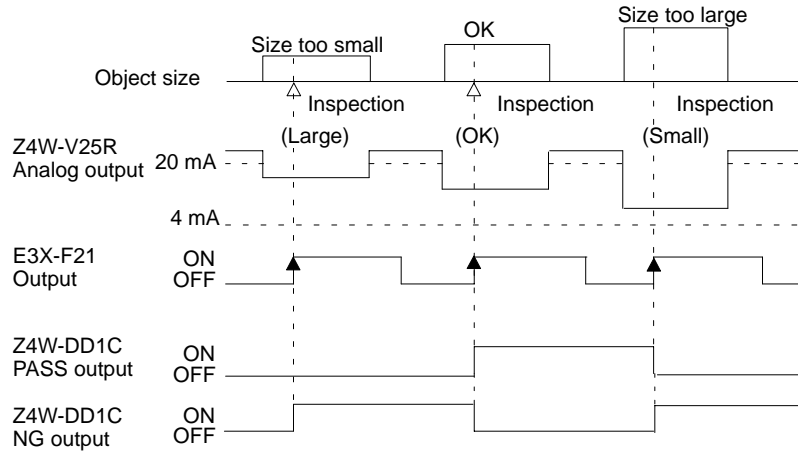 Size too large
OK
Size too small
Object size
Inspection Inspection Inspection
(Large) (OK) (Small)
Z4W-V25R
Analog output
20 mA
4 mA
E3X-F21
Output
ON
OFF
Z4W-DD1C
PASS output
ON
OFF
Z4W-DD1C
NG output
ON
OFF